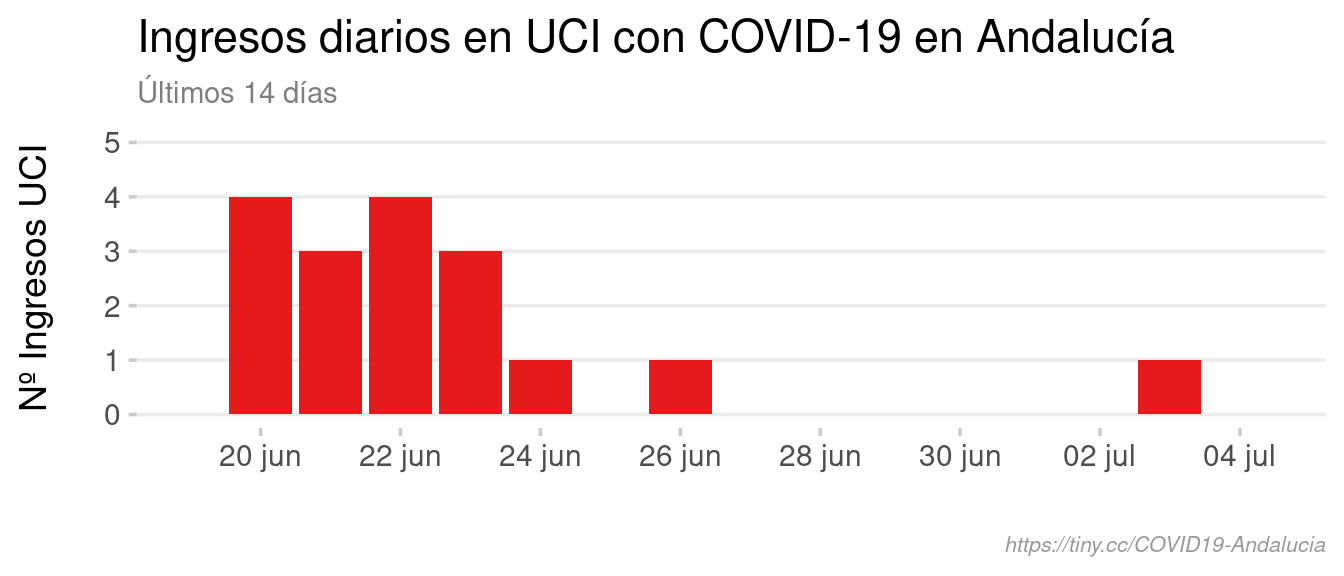 Ingresos diarios en UCI con COVID-19 en Andalucía
Últimos 14 días
Nº Ingresos UCI
5
4
3
2
1
0
20 jun 22 jun 24 jun 26 jun 28 jun 30 jun 02 jul 04 jul
https://tiny.cc/COVID19-Andalucia